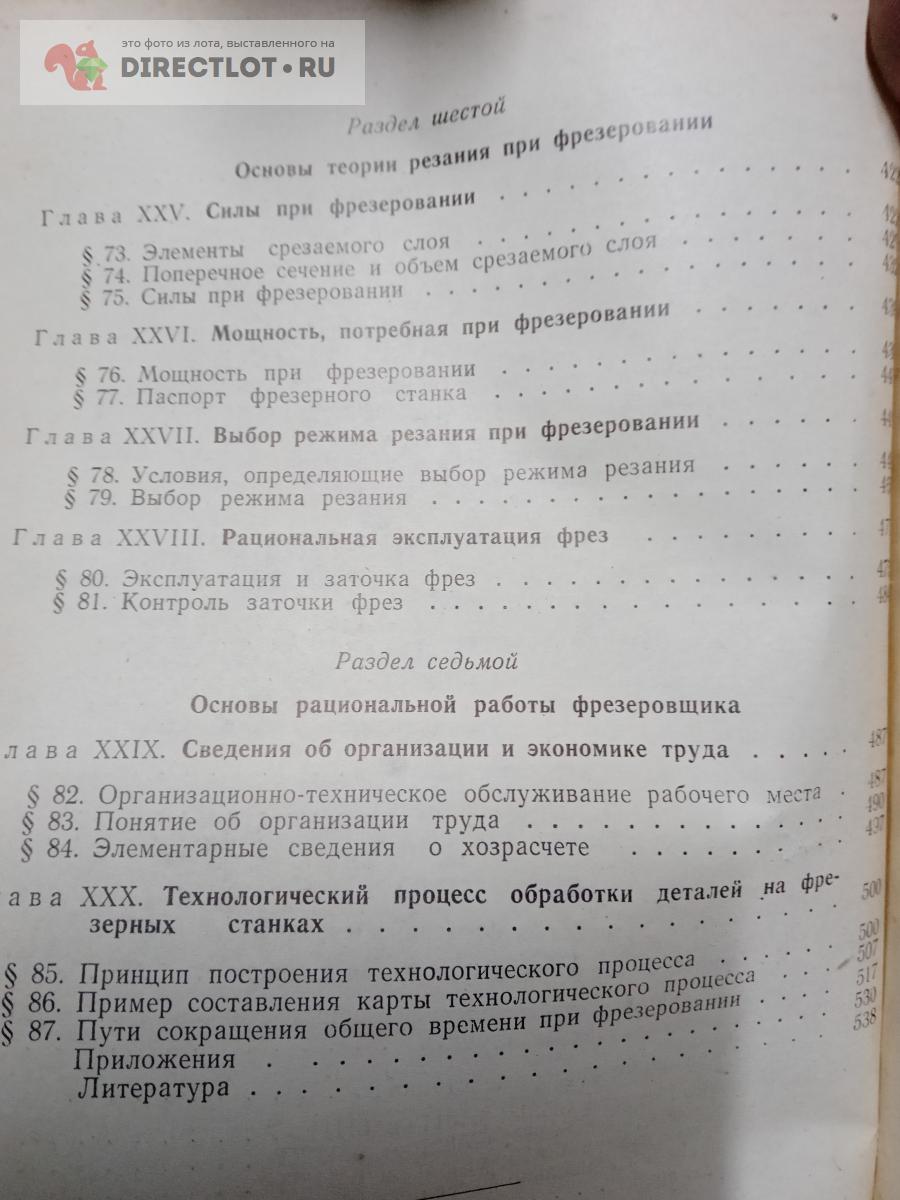 это фото из лота, выставленного на
DIRECTLOT•RU
Раздел шестой
Основы теории резания при фрезеровании
Глава XXV. Силы при фрезеровании
§ 73. Элементы срезаемого слоя
§ 74. Поперечное сечение и объем срезаемого слоя
§ 75. Силы при фрезеровании
Глава XXVI. Мощность, потребная при фрезеровании
§ 76. Мощность при фрезеровании
§ 77. Паспорт фрезерного станка
Глава XXVII. Выбор режима резания при фрезеровании
§ 78. Условия, определяющие выбор режима резания
§ 79. Выбор режима резания
Глава XXVIII. Рациональная эксплуатация фрез
§ 80. Эксплуатация и заточка фрез
§ 81. Контроль заточки фрез
Раздел седьмой
Основы рациональной работы фрезеровщика
лава XXIX. Сведения об организации и экономике труда . . . . . 487
§ 82. Организационно-техническое обслуживание рабочего места . 487
§ 83. Понятие об организации труда . . . . . . . . . . . . . 490
§ 84. Элементарные сведения о хозрасчете . . . . . . . . . 497
ава XXX. Технологический процесс обработки деталей на фре-
зерных станках . . . . . . . . . . . . 500
§ 85. Принцип построения технологического процесса . . . . . . 500
§ 86. Пример составления карты технологического процесса . . . 507
§ 87. Пути сокращения общего времени при фрезеровании . . . . 517
Приложения . . . . . . . . . . . . . . . . . . 530
Литература . . . . . . . . . . . . . . . . . . 538